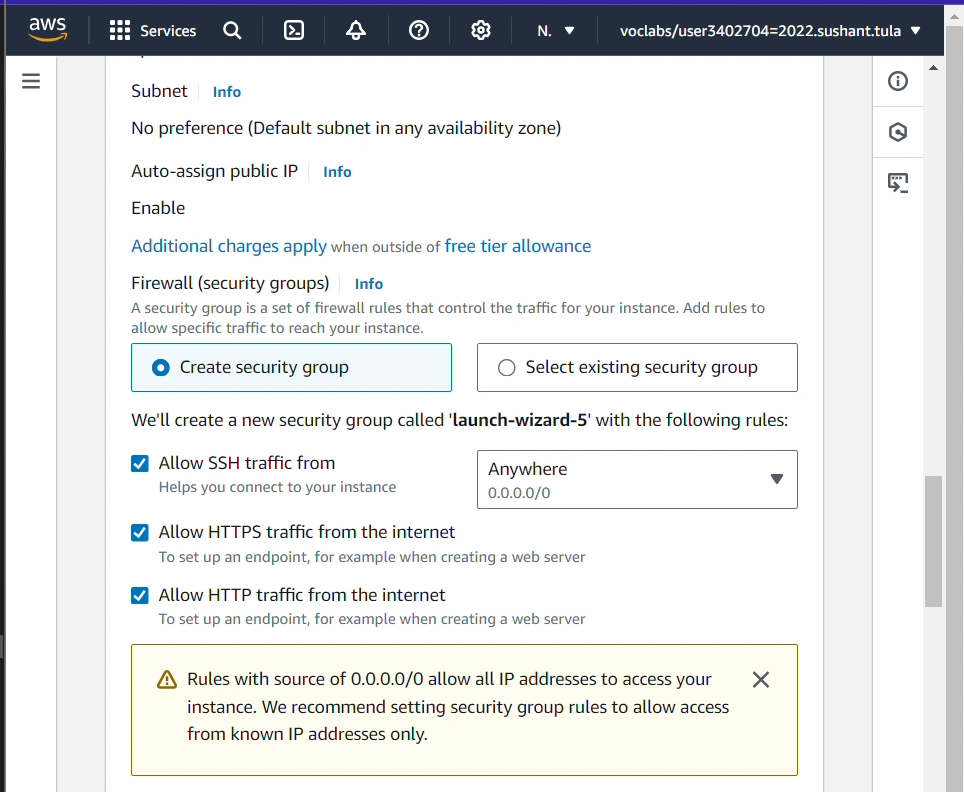 aws
Services
N.
voclabs/user3402704=2022.sushant.tula
Subnet Info
No preference (Default subnet in any availability zone)
Auto-assign public IP Info
Enable
Additional charges apply when outside of free tier allowance
Firewall (security groups) Info
A security group is a set of firewall rules that control the traffic for your instance. Add rules to
allow specific traffic to reach your instance.
Create security group
Select existing security group
We'll create a new security group called 'launch-wizard-5' with the following rules:
Allow SSH traffic from
Helps you connect to your instance
Anywhere
0.0.0.0/0
Allow HTTPS traffic from the internet
To set up an endpoint, for example when creating a web server
Allow HTTP traffic from the internet
To set up an endpoint, for example when creating a web server
Rules with source of 0.0.0.0/0 allow all IP addresses to access your
instance. We recommend setting security group rules to allow access
from known IP addresses only.